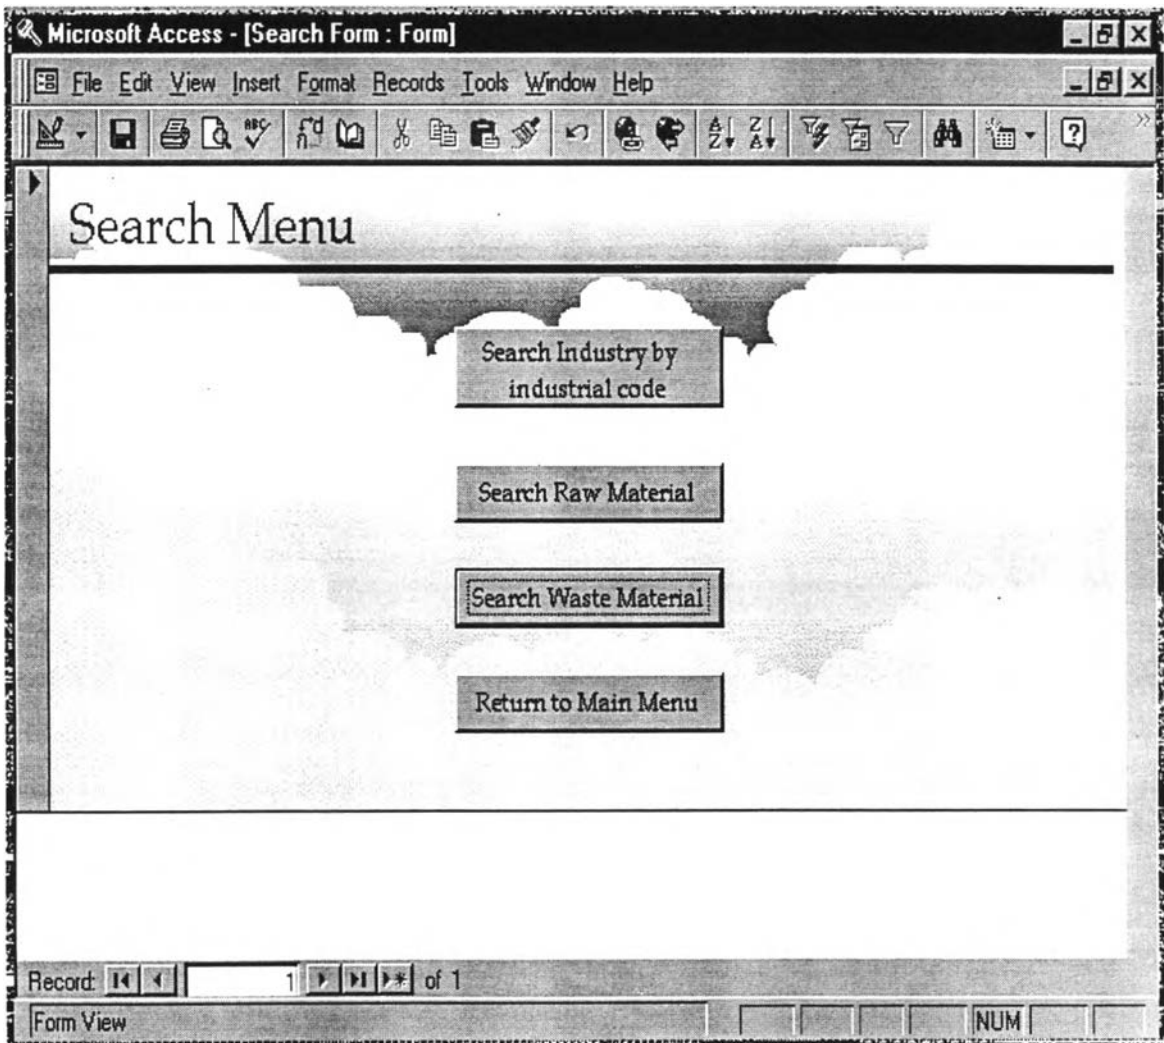 Microsoft Access - [Search Form : Form]
File Edit View Insert Format Records Tools Window Help
Search Menu
Search Industry by
industrial code
Search Raw Material
Search Waste Material
Return to Main Menu
Record: 1 of 1
Form View NUM